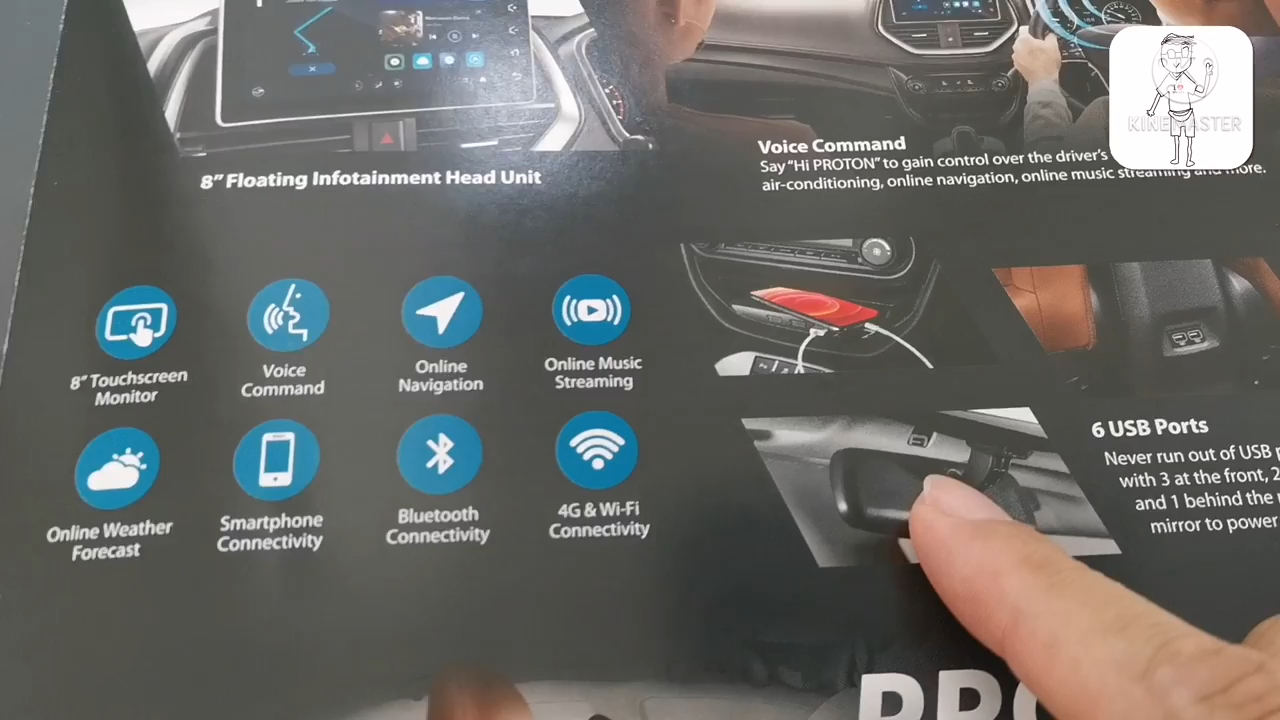 8" Floating Infotainment Head Unit
Voice Command
Say "Hi PROTON" to gain control over the driver's
air-conditioning, online navigation, online music streaming and more.
KINEMASTER
8" Touchscreen
Monitor
Voice
Command
Online
Navigation
Online Music
Streaming
Online Weather
Forecast
Smartphone
Connectivity
Bluetooth
Connectivity
4G & Wi-Fi
Connectivity
6 USB Ports
Never run out of USB
with 3 at the front, 2
and 1 behind the
mirror to power